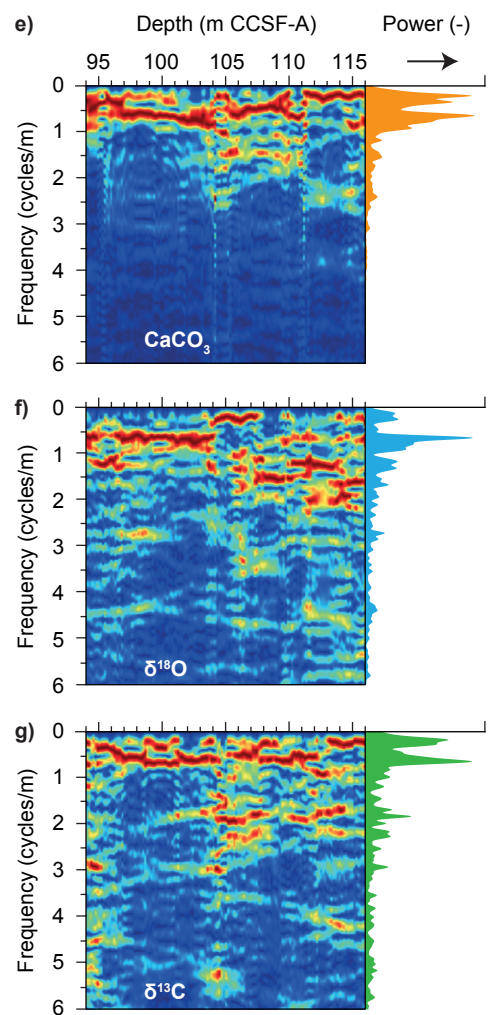 e) Depth (m CCSF-A) Power (-)
95 100 105 110 115
0
1
2
3
4
5
6
Frequency (cycles/m)
CaCO₃
f)
0
1
2
3
4
5
6
Frequency (cycles/m)
δ¹⁸O
g)
0
1
2
3
4
5
6
Frequency (cycles/m)
δ¹³C